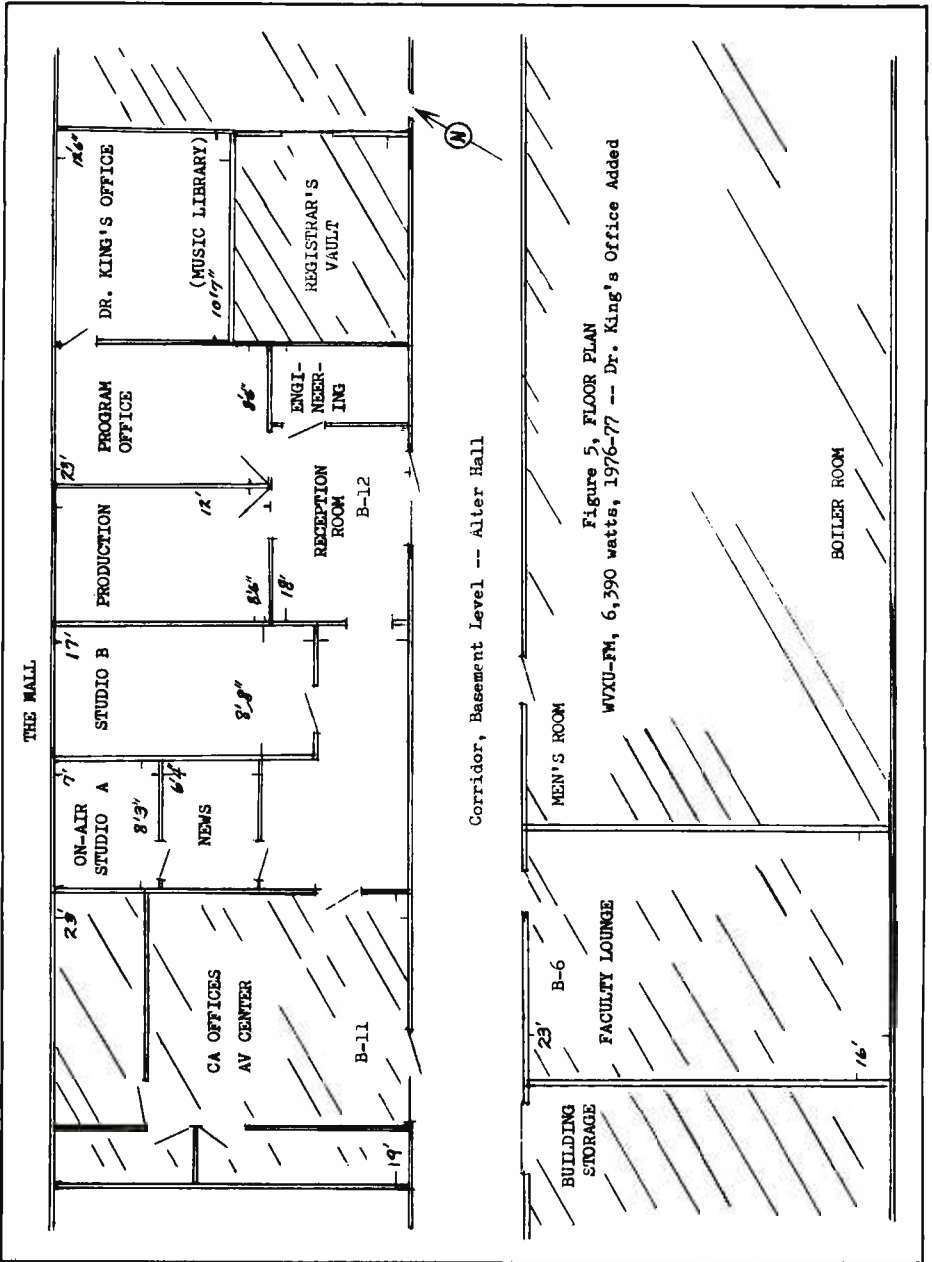 THE MALL
23'
ON-AIR
STUDIO A
7'
8'3"
6'4"
NEWS
17'
STUDIO B
8'8"
PRODUCTION
8'6"
18'
12'
23'
PROGRAM
OFFICE
8'6"
ENGI-
NEER-
ING
DR. KING'S OFFICE
12'6"
(MUSIC LIBRARY)
10'7"
REGISTRAR'S
VAULT
CA OFFICES
AV CENTER
B-11
19'
RECEPTION
ROOM
B-12
N
Corridor, Basement Level -- Alter Hall
BUILDING
STORAGE
23'
B-6
FACULTY LOUNGE
16'
MEN'S ROOM
Figure 5, FLOOR PLAN
WVXU-FM, 6,390 watts, 1976-77 -- Dr. King's Office Added
BOILER ROOM